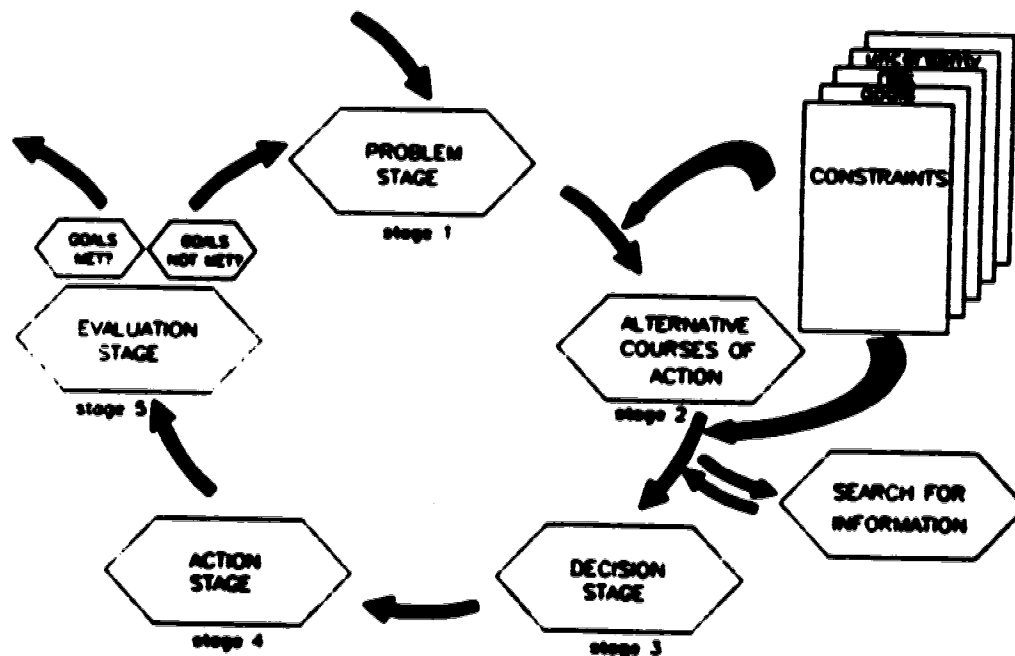 PROBLEM
STAGE
stage 1
CONSTRAINTS
GOALS
MET?
GOALS
NOT MET?
EVALUATION
STAGE
stage 5
ALTERNATIVE
COURSES OF
ACTION
stage 2
SEARCH FOR
INFORMATION
ACTION
STAGE
stage 4
DECISION
STAGE
stage 3